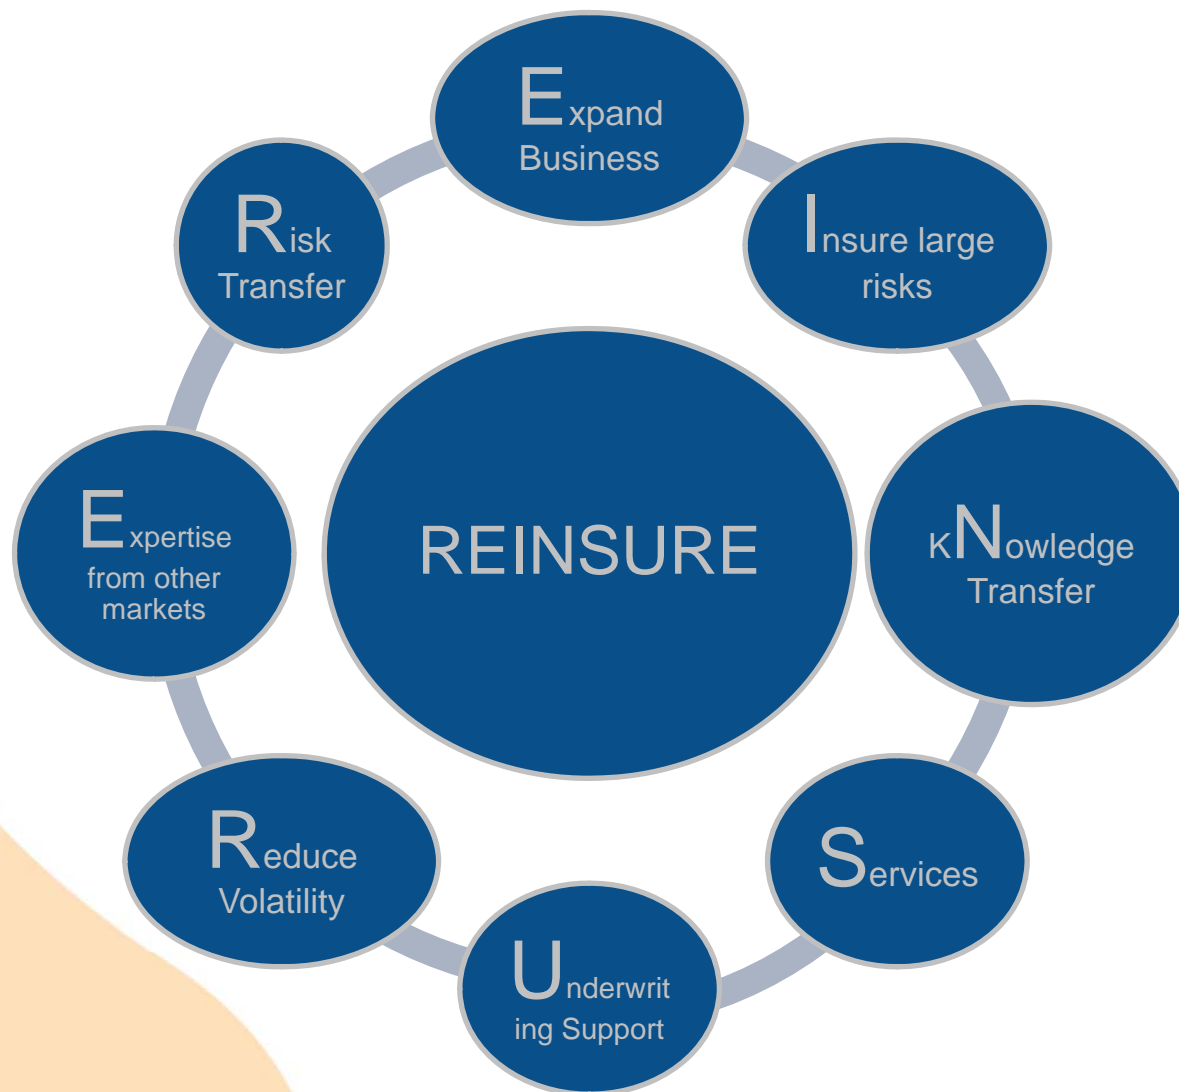 Expand
Business
Insure large
risks
KNowledge
Transfer
Services
Underwrit
ing Support
Reduce
Volatility
Expertise
from other
markets
Risk
Transfer
REINSURE